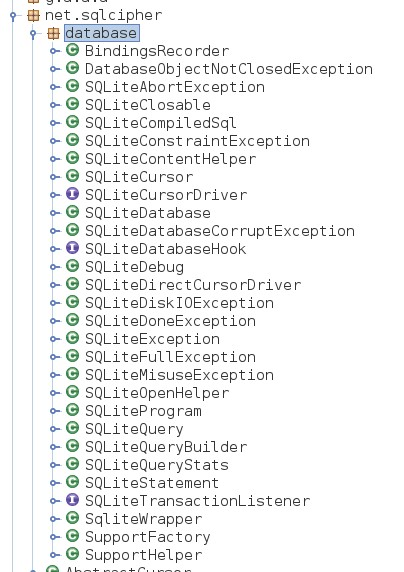 net.sqlcipher
database
BindingsRecorder
DatabaseObjectNotClosedException
SQLiteAbortException
SQLiteClosable
SQLiteCompiledSql
SQLiteConstraintException
SQLiteContentHelper
SQLiteCursor
SQLiteCursorDriver
SQLiteDatabase
SQLiteDatabaseCorruptException
SQLiteDatabaseHook
SQLiteDebug
SQLiteDirectCursorDriver
SQLiteDiskIOException
SQLiteDoneException
SQLiteException
SQLiteFullException
SQLiteMisuseException
SQLiteOpenHelper
SQLiteProgram
SQLiteQuery
SQLiteQueryBuilder
SQLiteQueryStats
SQLiteStatement
SQLiteTransactionListener
SqliteWrapper
SupportFactory
SupportHelper
AbstractCursor